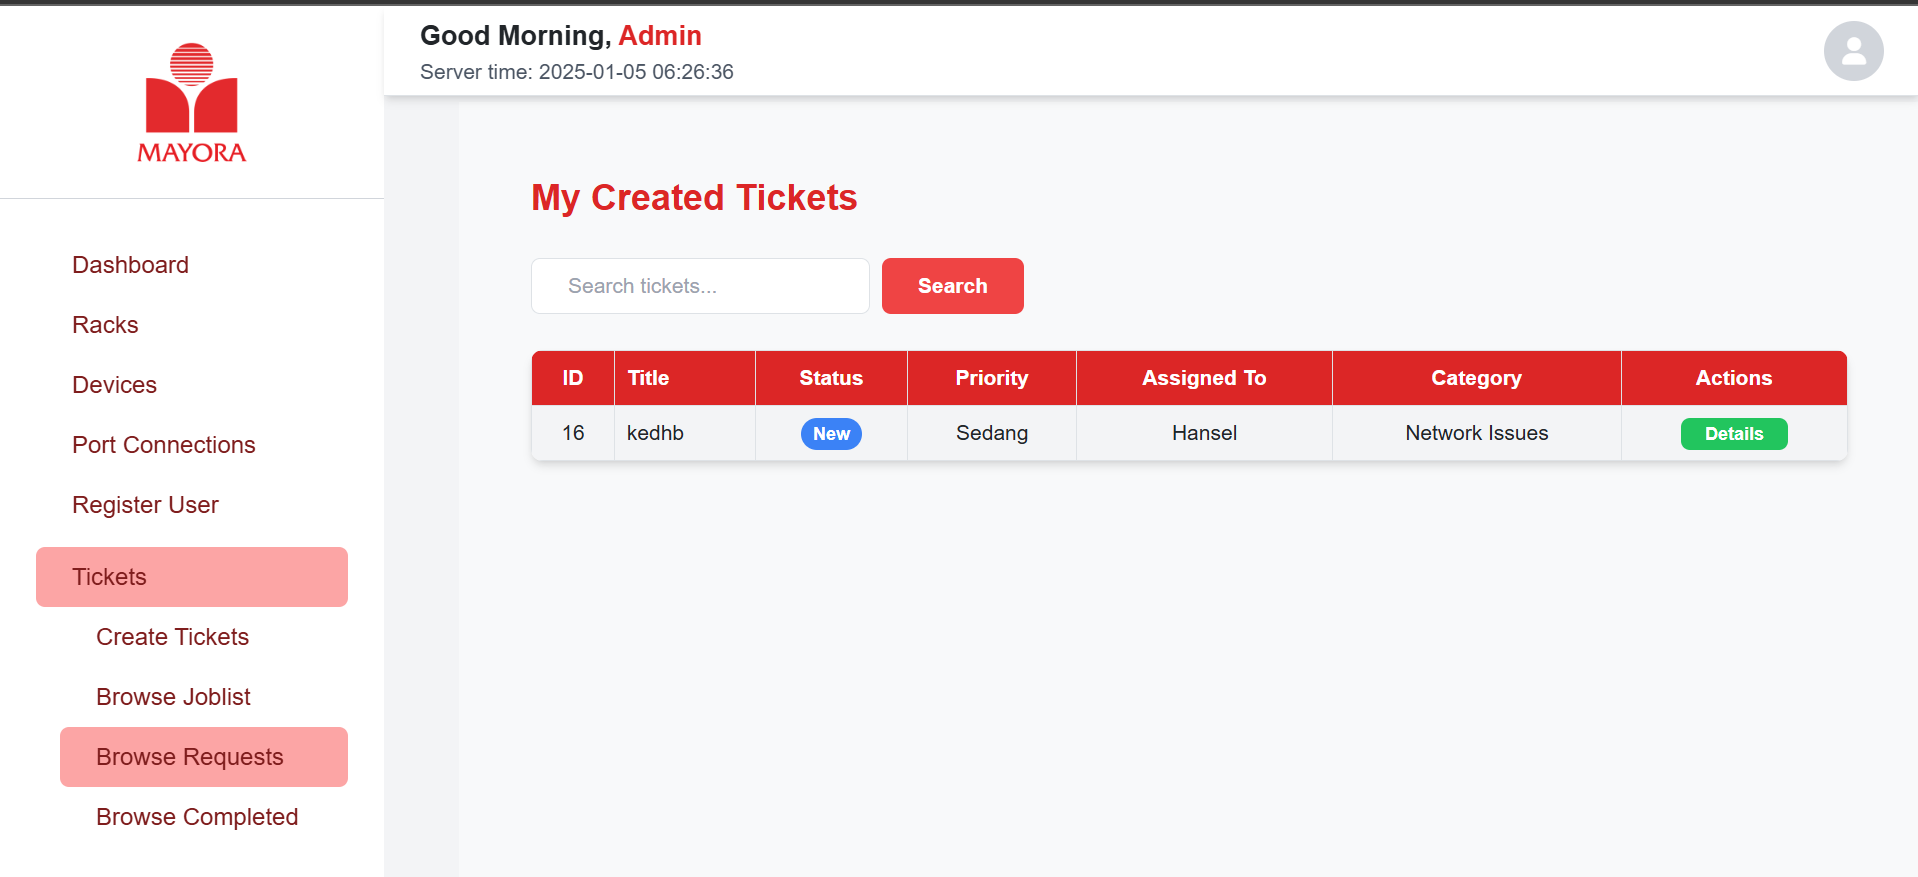 MAYORA
Good Morning, Admin
Server time: 2025-01-05 06:26:36
Dashboard
Racks
Devices
Port Connections
Register User
Tickets
Create Tickets
Browse Joblist
Browse Requests
Browse Completed
My Created Tickets
Search tickets...
Search
ID Title Status Priority Assigned To Category Actions
16 kedhb New Sedang Hansel Network Issues Details